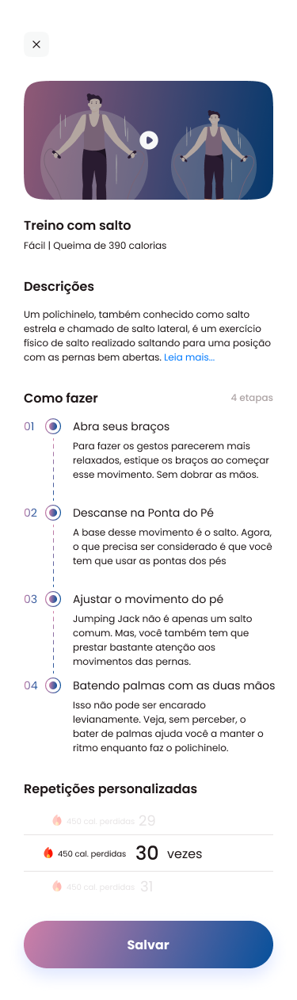 Treino com salto
Fácil | Queima de 390 calorias
Descrições
Um polichinelo, também conhecido como salto
estrela e chamado de salto lateral, é um exercício
físico de salto realizado saltando para uma posição
com as pernas bem abertas. Leia mais...
Como fazer 4 etapas
01 Abra seus braços
Para fazer os gestos parecerem mais
relaxados, estique os braços ao começar
esse movimento. Sem dobrar as mãos.
02 Descanse na Ponta do Pé
A base desse movimento é o salto. Agora,
o que precisa ser considerado é que você
tem que usar as pontas dos pés
03 Ajustar o movimento do pé
Jumping Jack não é apenas um salto
comum. Mas, você também tem que
prestar bastante atenção aos
movimentos das pernas.
04 Batendo palmas com as duas mãos
Isso não pode ser encarado
levianamente. Veja, sem perceber, o
bater de palmas ajuda você a manter o
ritmo enquanto faz o polichinelo.
Repetições personalizadas
450 cal. perdidas 29
450 cal. perdidas 30 vezes
450 cal. perdidas 31
Salvar